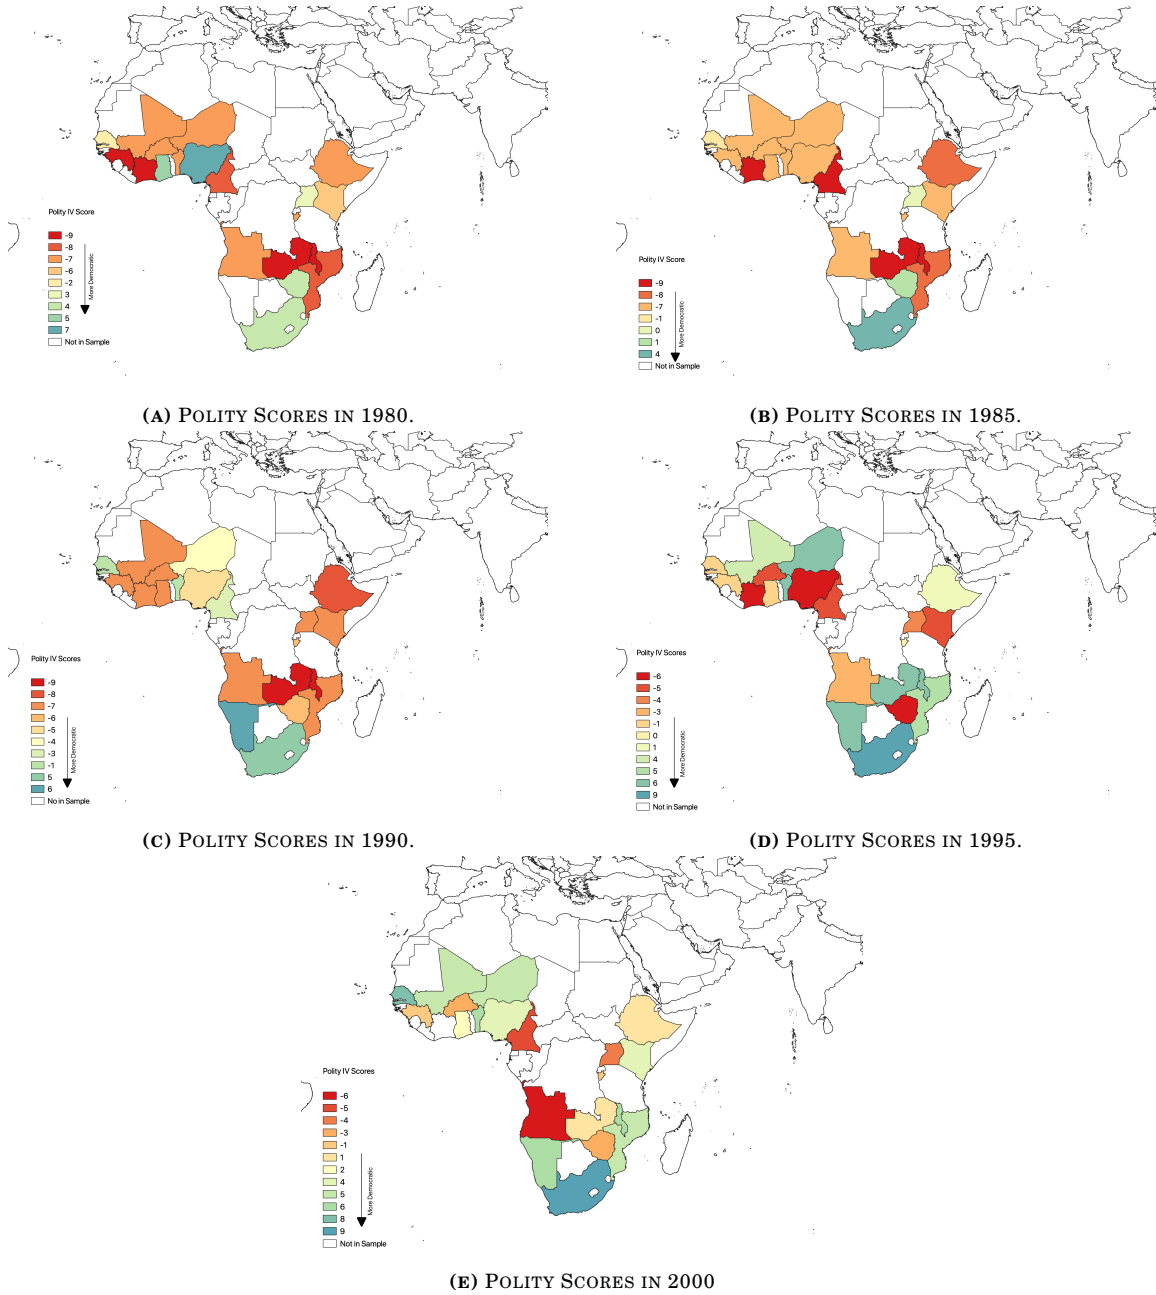 Polity IV Score
-9
-8
-7
-6
-2
3
4
5
7
Not in Sample
More Democratic
(A) POLITY SCORES IN 1980.
Polity IV Score
-9
-8
-7
-1
0
1
4
Not in Sample
More Democratic
(B) POLITY SCORES IN 1985.
Polity IV Scores
-9
-8
-7
-6
-5
-4
-3
-1
5
6
No in Sample
More Democratic
(C) POLITY SCORES IN 1990.
Polity IV Scores
-6
-5
-4
-3
-1
0
1
4
5
6
9
Not in Sample
More Democratic
(D) POLITY SCORES IN 1995.
Polity IV Scores
-6
-5
-4
-3
-1
1
2
4
5
6
8
9
Not in Sample
More Democratic
(E) POLITY SCORES IN 2000